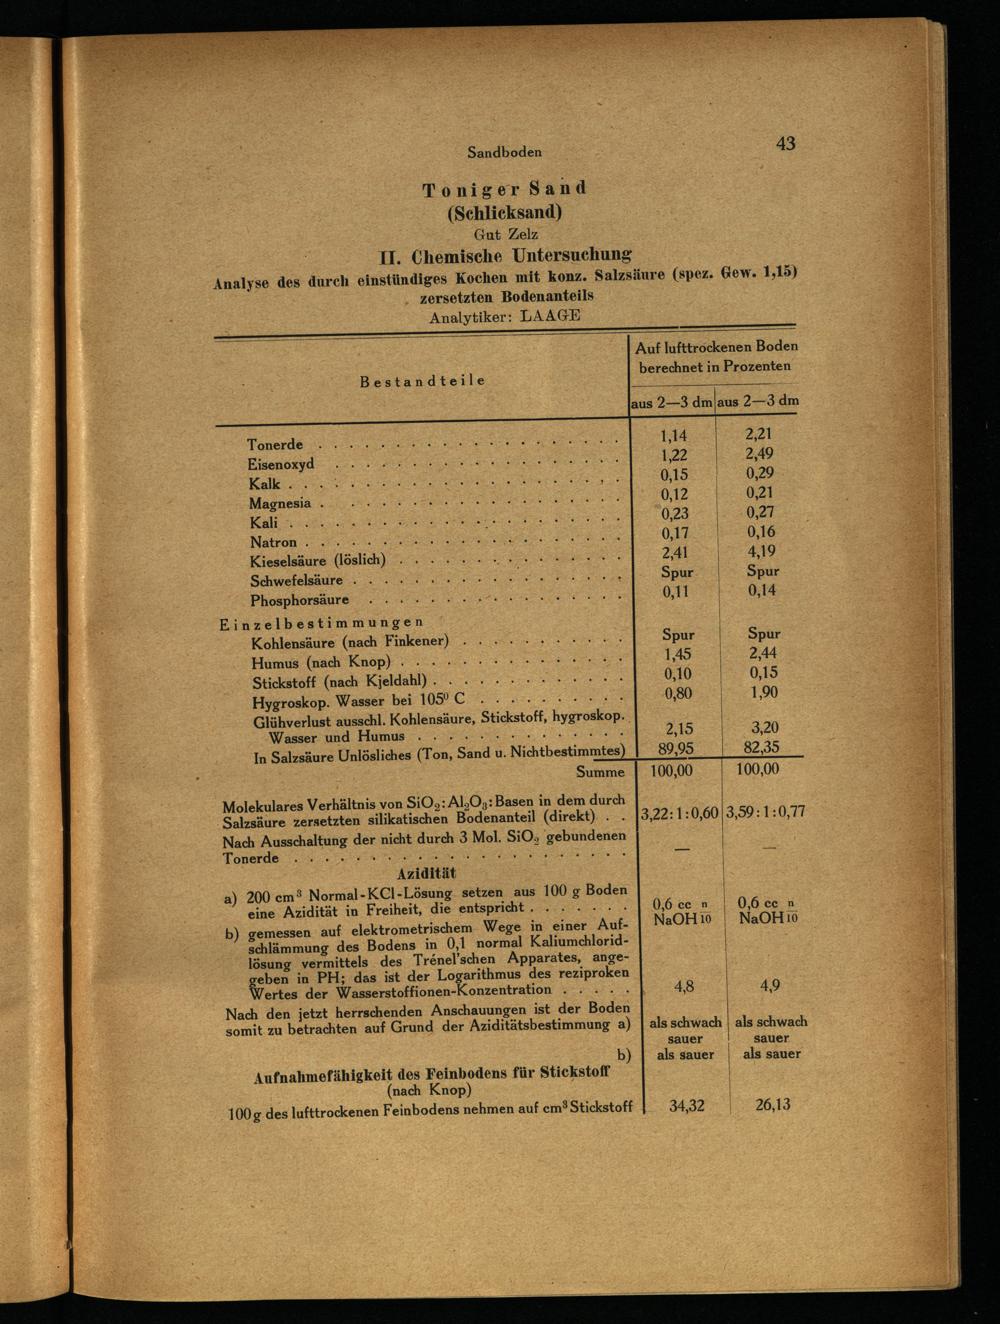 43
Sandboden
Toniger Sand
(Schlicksand)
Gut Zelz
II. Chemische Untersuchung
Analyse des durch einstündiges Kochen mit konz. Salzsäure (spez. Gew. 1,15)
zersetzten Bodenanteils
Analytiker: LAAGE
Bestandteile
Auf lufttrockenen Boden
berechnet in Prozenten
aus 2—3 dm aus 2—3 dm
Tonerde . . . . . . . . . . . . . . . . . . . . 1,14 2,21
Eisenoxyd . . . . . . . . . . . . . . . . . . . 1,22 2,49
Kalk . . . . . . . . . . . . . . . . . . . . . . 0,15 0,29
Magnesia . . . . . . . . . . . . . . . . . . . 0,12 0,21
Kali . . . . . . . . . . . . . . . . . . . . . . 0,23 0,27
Natron . . . . . . . . . . . . . . . . . . . . . 0,17 0,16
Kieselsäure (löslich) . . . . . . . . . . . . . . . 2,41 4,19
Schwefelsäure . . . . . . . . . . . . . . . . . . Spur Spur
Phosphorsäure . . . . . . . . . . . . . . . . . 0,11 0,14
Einzelbestimmungen
Kohlensäure (nach Finkener) . . . . . . . . . . . Spur Spur
Humus (nach Knop) . . . . . . . . . . . . . . . 1,45 2,44
Stickstoff (nach Kjeldahl) . . . . . . . . . . . . . 0,10 0,15
Hygroskop. Wasser bei 105⁰ C . . . . . . . . . . 0,80 1,90
Glühverlust ausschl. Kohlensäure, Stickstoff, hygroskop.
Wasser und Humus . . . . . . . . . . . . . . 2,15 3,20
In Salzsäure Unlösliches (Ton, Sand u. Nichtbestimmtes) 89,95 82,35
Summe 100,00 100,00
Molekulares Verhältnis von SiO₂:Al₂O₃:Basen in dem durch
Salzsäure zersetzten silikatischen Bodenanteil (direkt) . . 3,22:1:0,60 3,59:1:0,77
Nach Ausschaltung der nicht durch 3 Mol. SiO₂ gebundenen
Tonerde . . . . . . . . . . . . . . . . . . . . . — —
Azidität
a) 200 cm³ Normal-KCl-Lösung setzen aus 100 g Boden
eine Azidität in Freiheit, die entspricht . . . . . . . 0,6 cc n/10 NaOH 0,6 cc n/10 NaOH
b) gemessen auf elektrometrischem Wege in einer Auf-
schlämmung des Bodens in 0,1 normal Kaliumchlorid-
lösung vermittels des Trénel'schen Apparates, ange-
geben in PH; das ist der Logarithmus des reziproken
Wertes der Wasserstoffionen-Konzentration . . . . . 4,8 4,9
Nach den jetzt herrschenden Anschauungen ist der Boden
somit zu betrachten auf Grund der Aziditätsbestimmung a) als schwach sauer als schwach sauer
b) als sauer als sauer
Aufnahmefähigkeit des Feinbodens für Stickstoff
(nach Knop)
100g des lufttrockenen Feinbodens nehmen auf cm³ Stickstoff 34,32 26,13